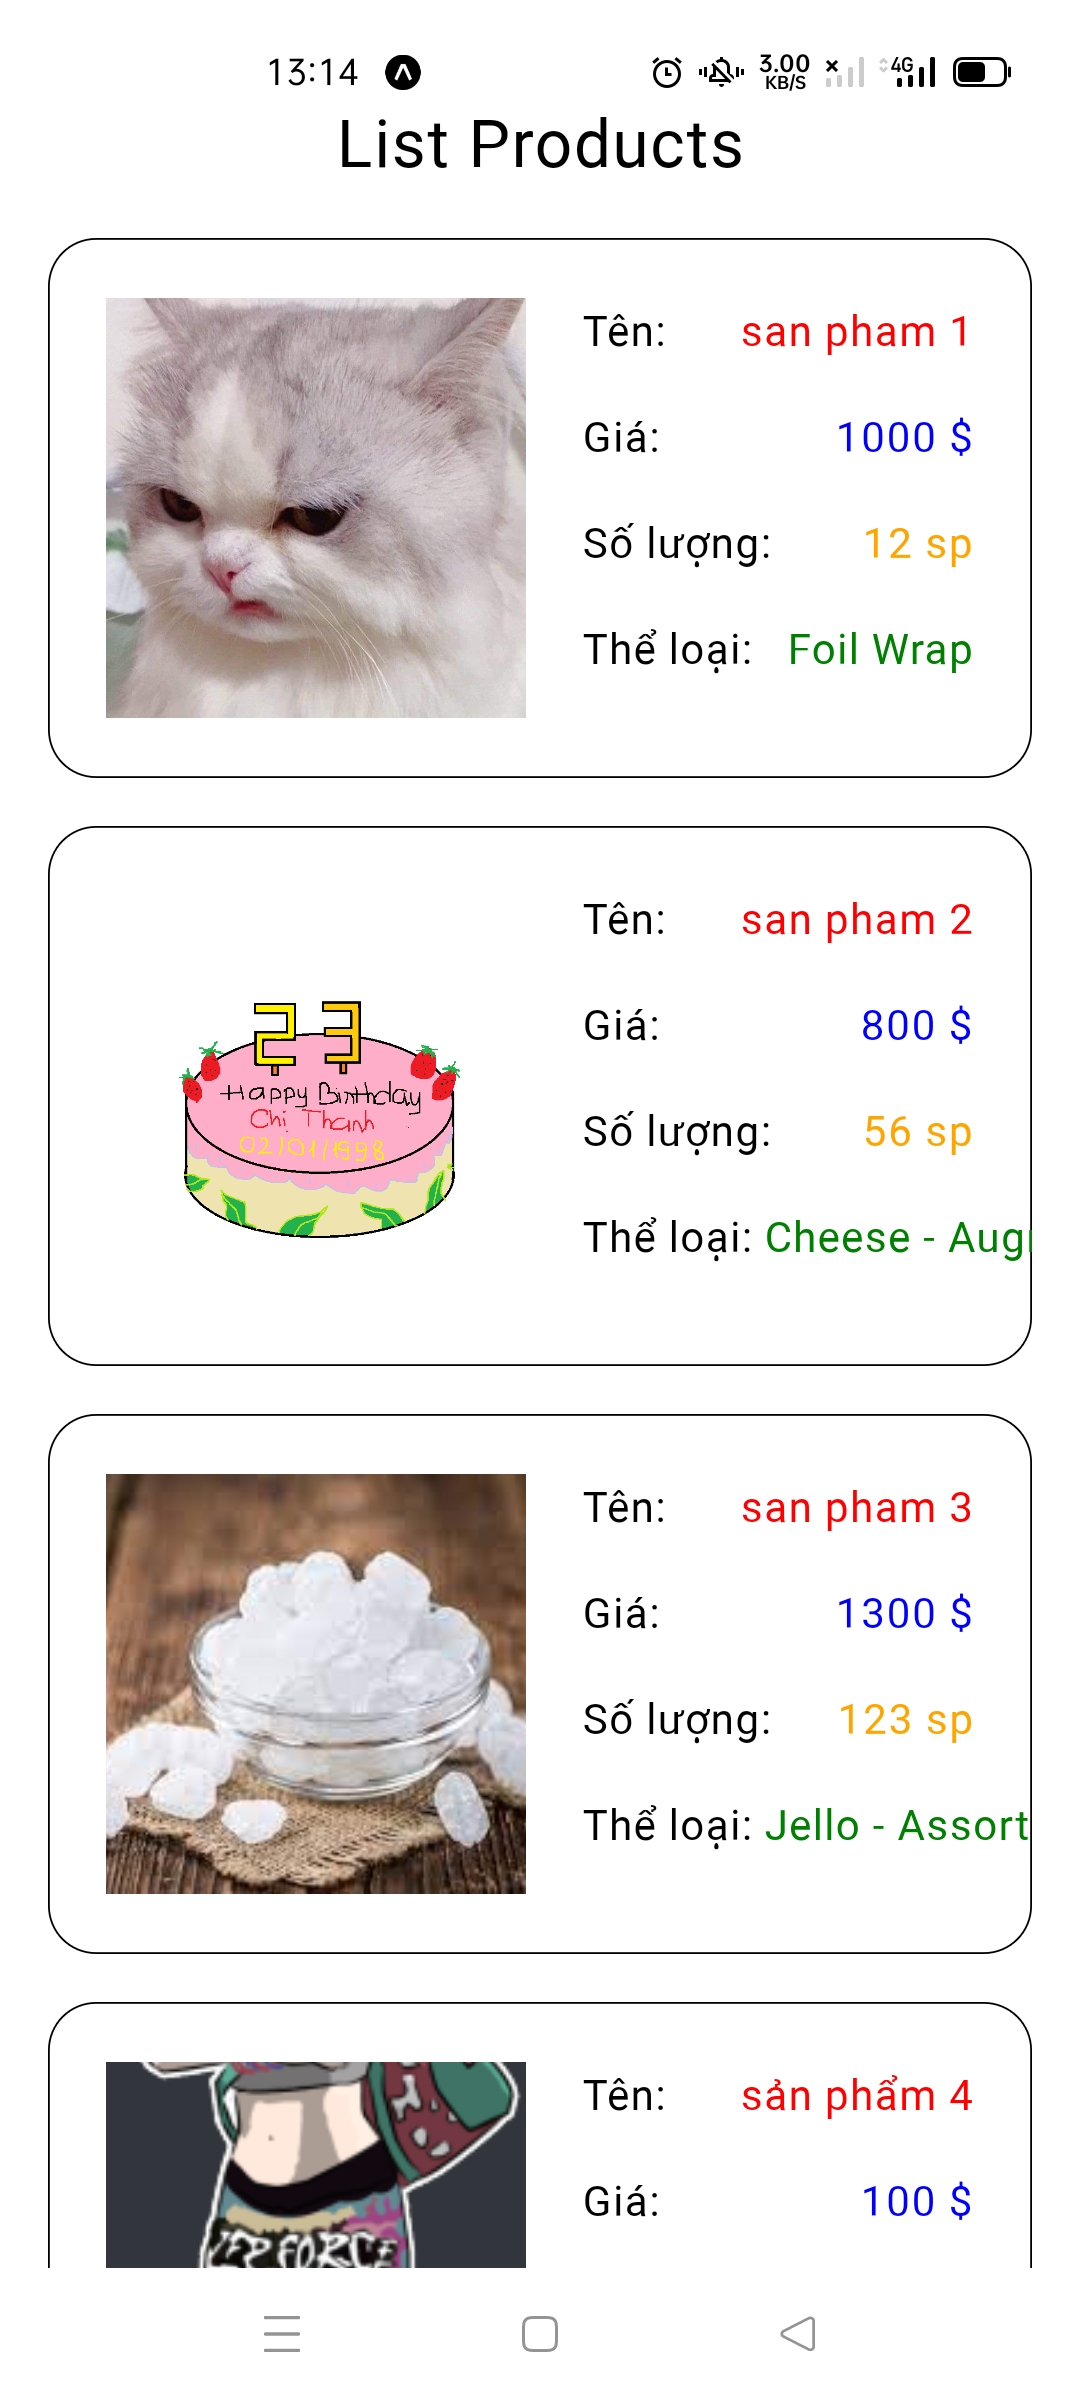 13:14
3.00
KB/S
4G
List Products
Tên: san pham 1
Giá: 1000 $
Số lượng: 12 sp
Thể loại: Foil Wrap
23
Happy Birthday
Chi Thanh
02/01/1998
Tên: san pham 2
Giá: 800 $
Số lượng: 56 sp
Thể loại: Cheese - Aug
Tên: san pham 3
Giá: 1300 $
Số lượng: 123 sp
Thể loại: Jello - Assort
FORCE
Tên: sản phẩm 4
Giá: 100 $